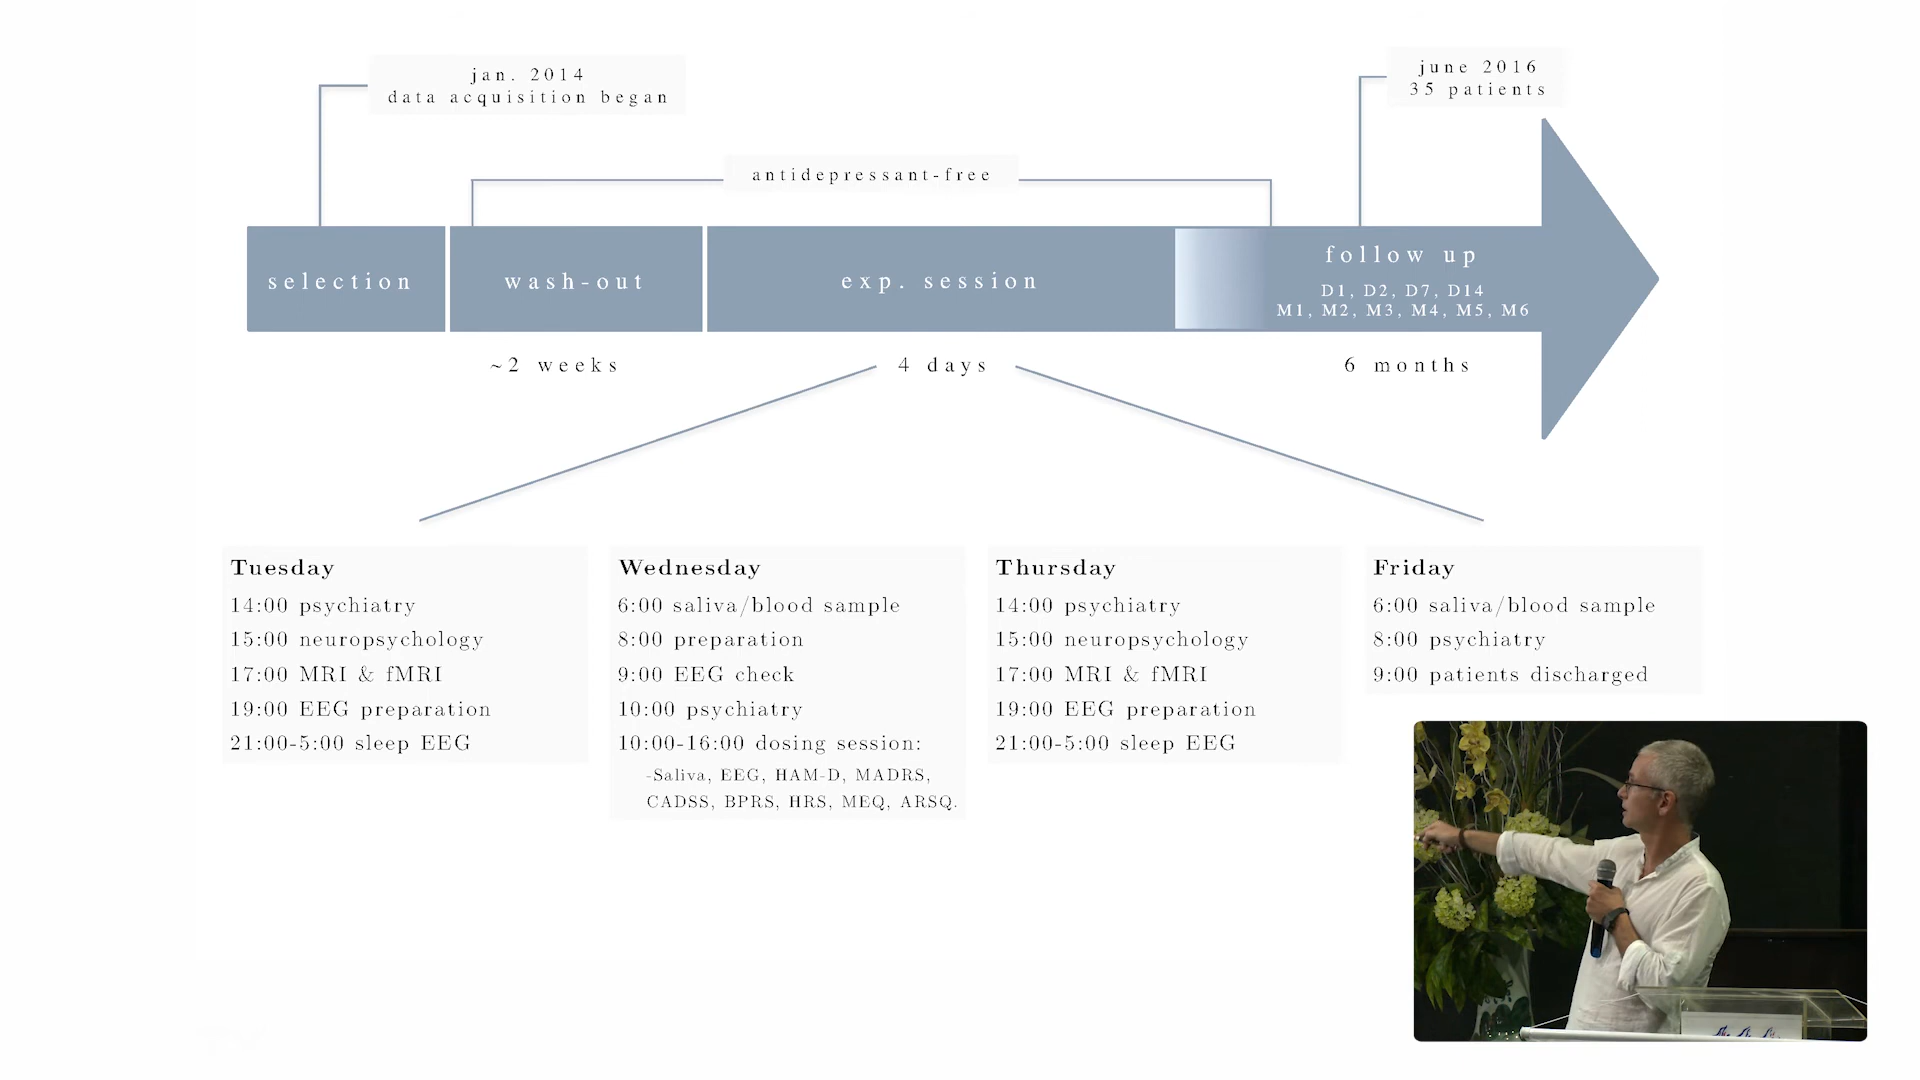 jan. 2014
data acquisition began
june 2016
35 patients
antidepressant-free
selection
wash-out
exp. session
follow up
D1, D2, D7, D14
M1, M2, M3, M4, M5, M6
~2 weeks
4 days
6 months
Tuesday
14:00 psychiatry
15:00 neuropsychology
17:00 MRI & fMRI
19:00 EEG preparation
21:00-5:00 sleep EEG
Wednesday
6:00 saliva/blood sample
8:00 preparation
9:00 EEG check
10:00 psychiatry
10:00-16:00 dosing session:
-Saliva, EEG, HAM-D, MADRS,
CADSS, BPRS, HRS, MEQ, ARSQ.
Thursday
14:00 psychiatry
15:00 neuropsychology
17:00 MRI & fMRI
19:00 EEG preparation
21:00-5:00 sleep EEG
Friday
6:00 saliva/blood sample
8:00 psychiatry
9:00 patients discharged